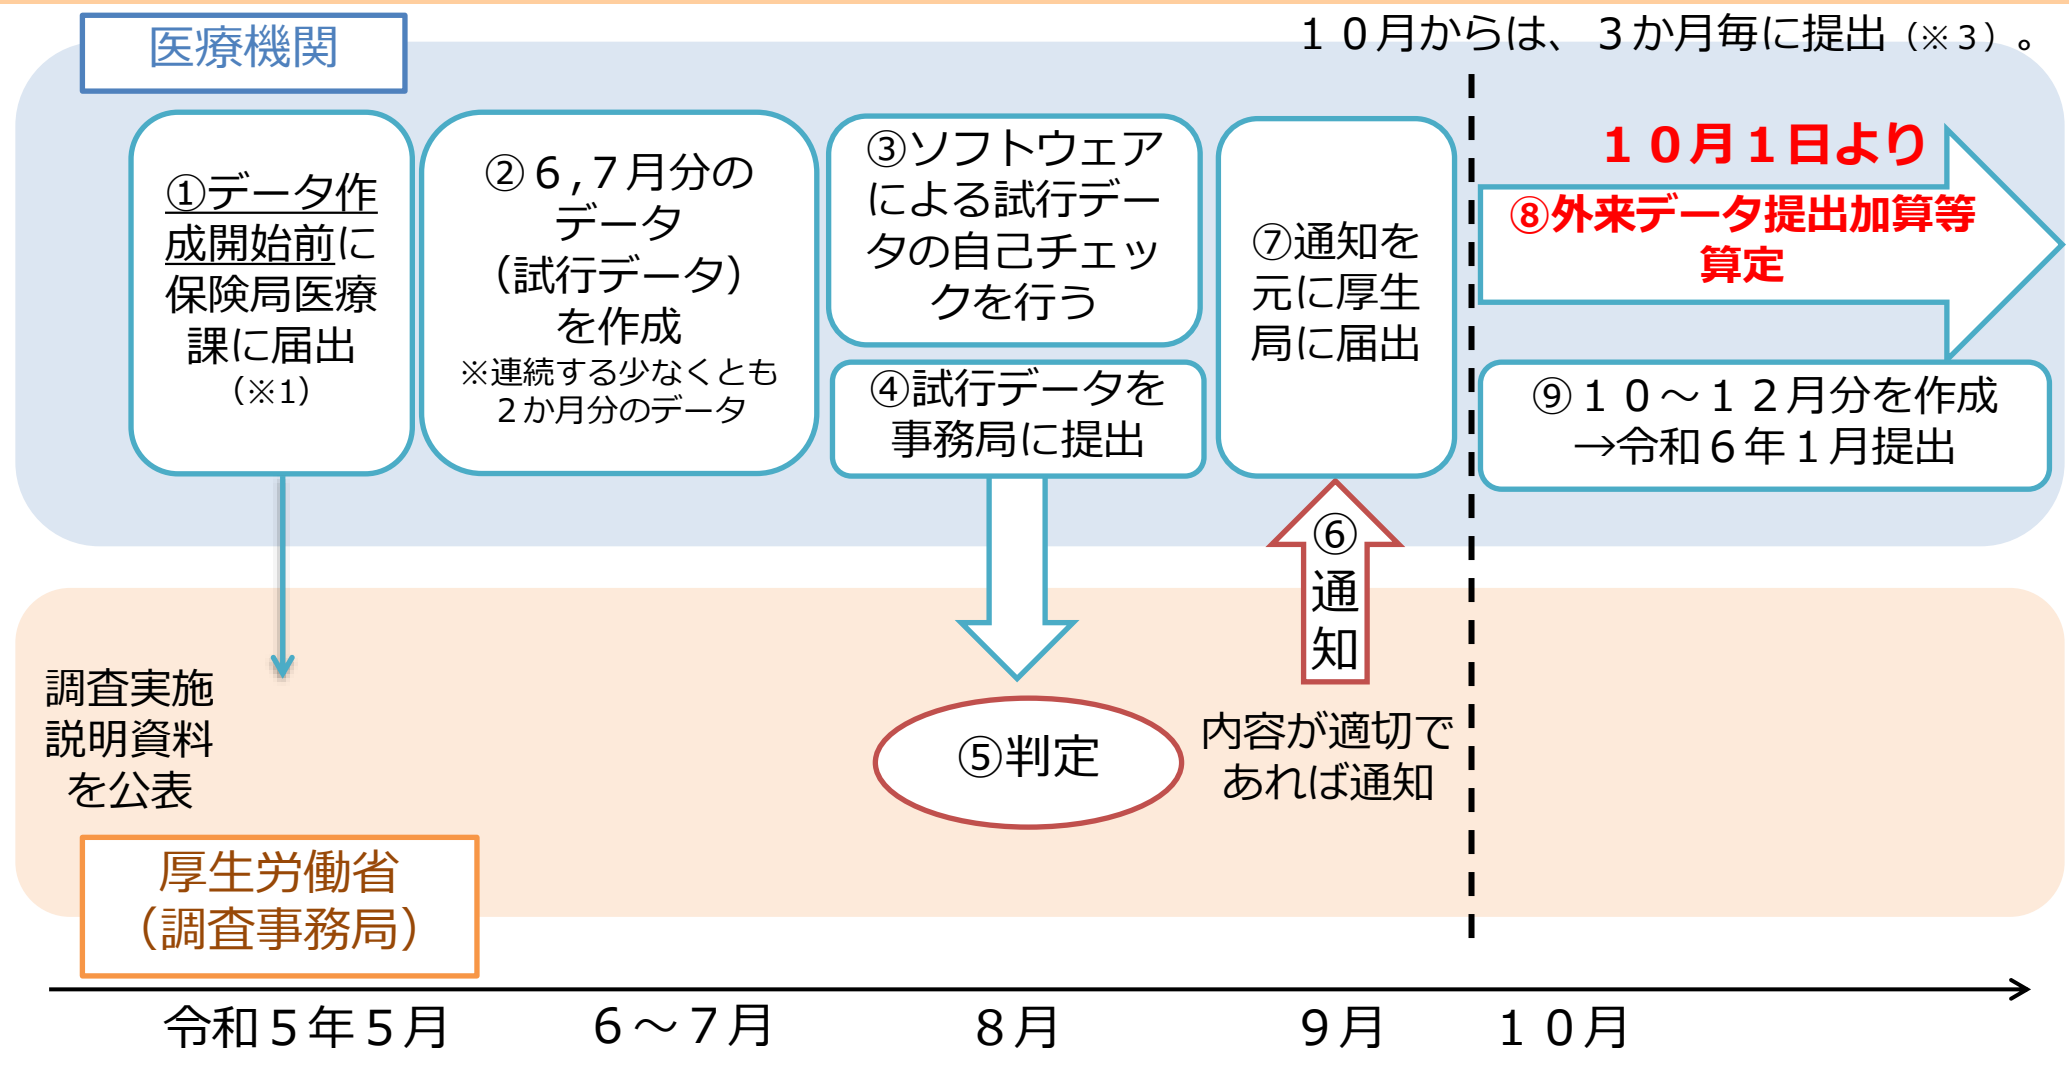 医療機関
１０月からは、３か月毎に提出（※３）。
①データ作
成開始前に
保険局医療
課に届出
（※1）
②６,７月分の
データ
（試行データ）
を作成
※連続する少なくとも
２か月分のデータ
③ソフトウェア
による試行デー
タの自己チェッ
クを行う
④試行データを
事務局に提出
⑦通知を
元に厚生
局に届出
１０月１日より
⑧外来データ提出加算等
算定
⑨１０～１２月分を作成
→令和６年１月提出
⑥
通
知
調査実施
説明資料
を公表
⑤判定
内容が適切で
あれば通知
厚生労働省
（調査事務局）
令和５年５月
６～７月
８月
９月
１０月